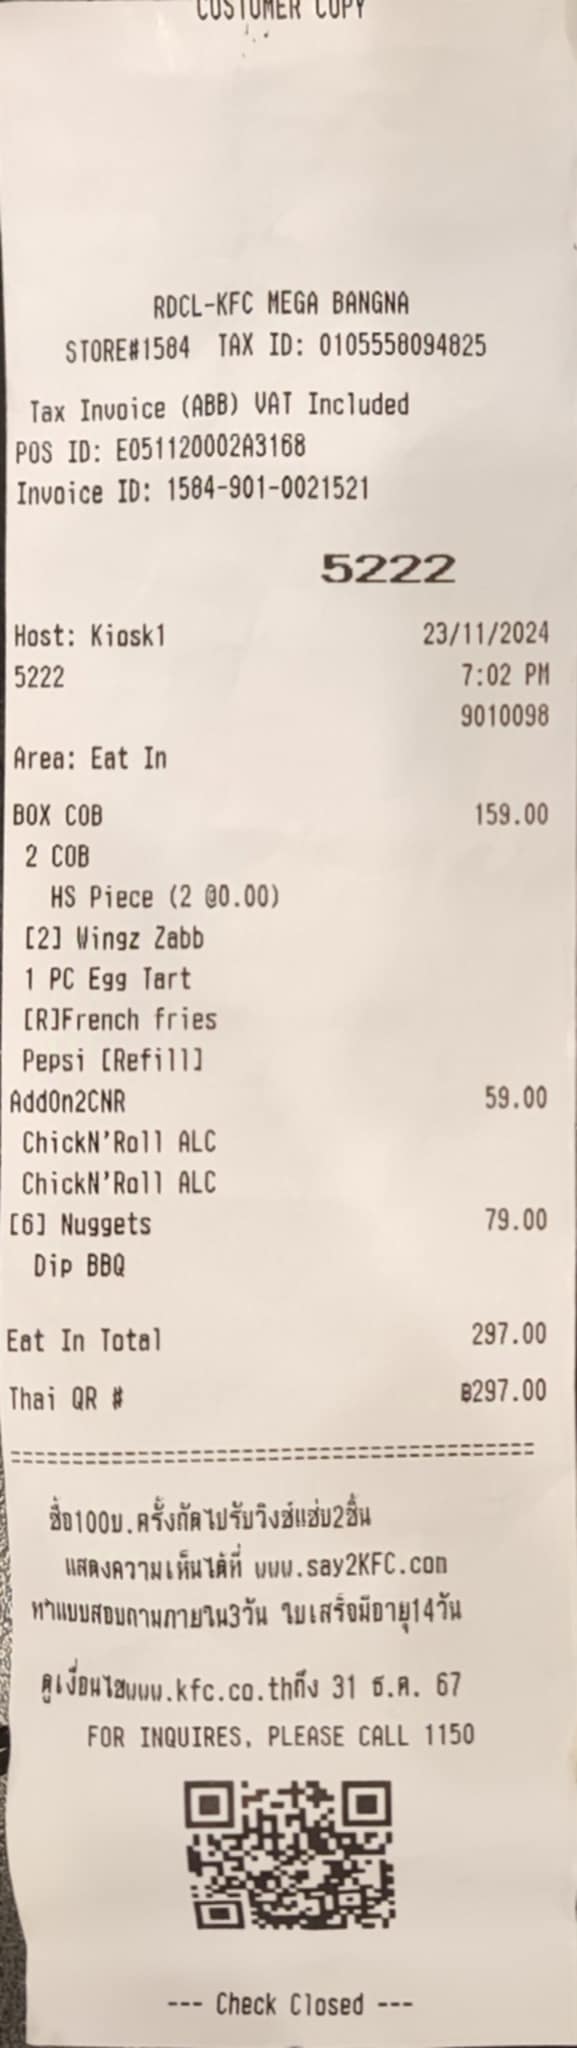 CUSTOMER COPY
RDCL-KFC MEGA BANGNA
STORE#1584 TAX ID: 0105558094825
Tax Invoice (ABB) VAT Included
POS ID: E051120002A3168
Invoice ID: 1584-901-0021521
5222
Host: Kiosk1 23/11/2024
5222 7:02 PM
9010098
Area: Eat In
BOX COB 159.00
2 COB
HS Piece (2 @0.00)
[2] Wingz Zabb
1 PC Egg Tart
[R]French fries
Pepsi [Refill]
AddOn2CNR 59.00
ChickN'Roll ALC
ChickN'Roll ALC
[6] Nuggets 79.00
Dip BBQ
Eat In Total 297.00
Thai QR # ฿297.00
=====================================
ซื้อ100บ.ครั้งถัดไปรับวิงซ์แซ่บ2ชิ้น
แสดงความเห็นได้ที่ www.say2KFC.com
ทำแบบสอบถามภายใน3วัน ใบเสร็จมีอายุ14วัน
ดูเงื่อนไขwww.kfc.co.thถึง 31 ธ.ค. 67
FOR INQUIRES, PLEASE CALL 1150
--- Check Closed ---